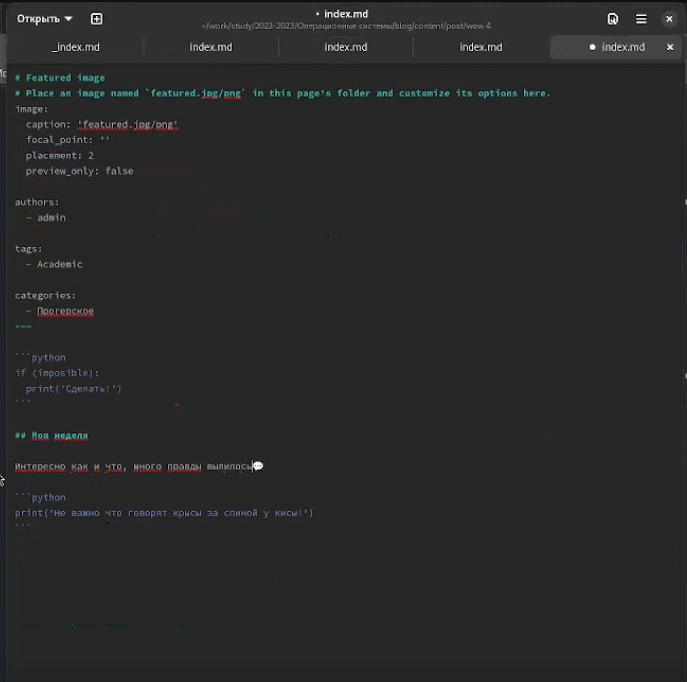 Открыть
• index.md
~/work/study/2022-2023/Операционные системы/blog/content/post/wow 4
_index.md
index.md
index.md
index.md
● index.md
# Featured image
# Place an image named `featured.jpg/png` in this page's folder and customize its options here.
image:
caption: 'featured.jpg/png'
focal_point: ""
placement: 2
preview_only: false
authors:
- admin
tags:
- Academic
categories:
- Прогерское
---
```python
if (imposible):
print('Сделать!')
```
## Моя неделя
Интересно как и что, много правды вылилось💬
```python
print("Не важно что говорят крысы за спиной у кисы!")
```